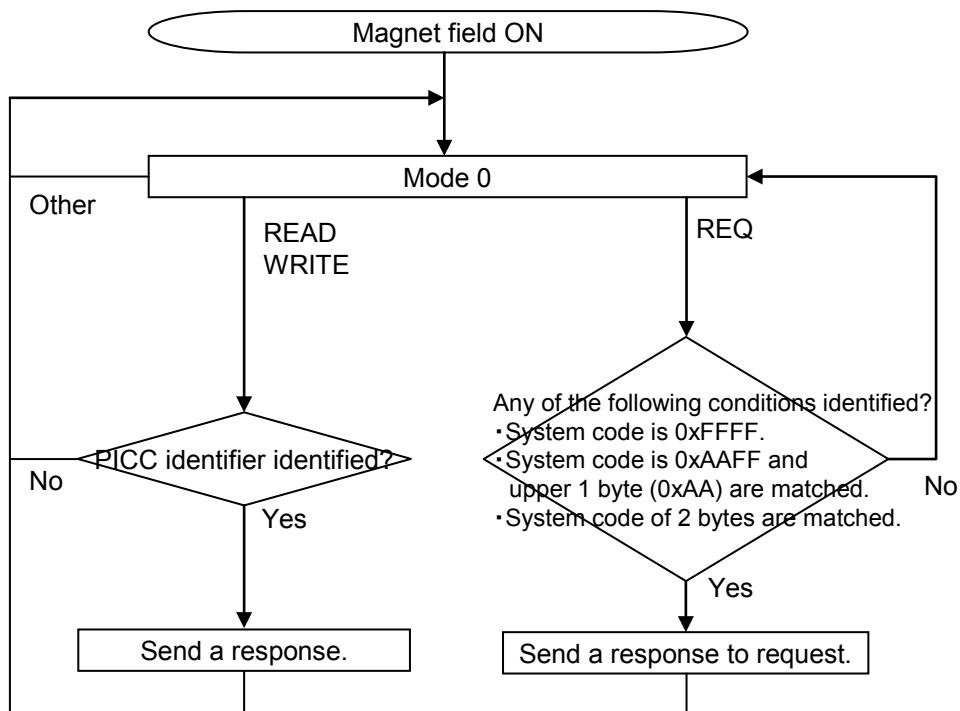 Magnet field ON
Mode 0
Other
READ
WRITE
REQ
PICC identifier identified?
No
Yes
Any of the following conditions identified?
・System code is 0xFFFF.
・System code is 0xAAFF and
upper 1 byte (0xAA) are matched.
・System code of 2 bytes are matched.
No
Yes
Send a response.
Send a response to request.